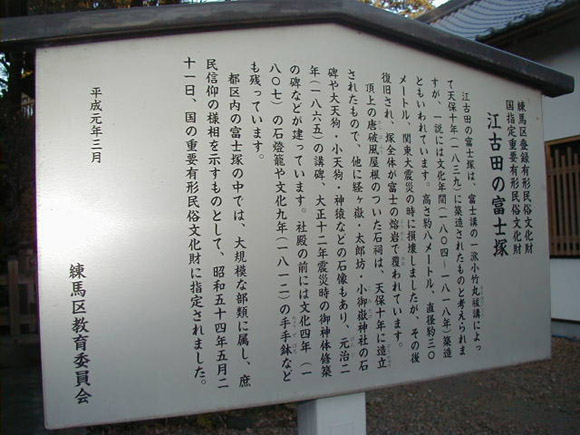 練馬区登録有形民俗文化財
国指定重要有形民俗文化財
江古田の富士塚
江古田の富士塚は、富士講の一派小竹丸祓講によっ
て天保十年(一八三九)に築造されたものと考えられま
すが、一説には文化年間(一八〇四―一八一八年)築造
ともいわれています。高さ約八メートル、直径約三〇
メートル、関東大震災の時に損壊しましたが、その後
復旧され、塚全体が富士の熔岩で覆われています。
頂上の唐破風屋根のついた石祠は、天保十年に造立
されたもので、他に経ヶ嶽・太郎坊・小御嶽神社の石
碑や大天狗・小天狗・神猿などの石像もあり、元治二
年(一八六五)の講碑、大正十二年震災時の御神体修築
の碑などが建っています。社殿の前には文化四年(一
八〇七)の石燈籠や文化九年(一八一二)の手手鉢など
も残っています。
都区内の富士塚の中では、大規模な部類に属し、庶
民信仰の様相を示すものとして、昭和五十四年五月二
十一日、国の重要有形民俗文化財に指定されました。
平成元年三月
練馬区教育委員会